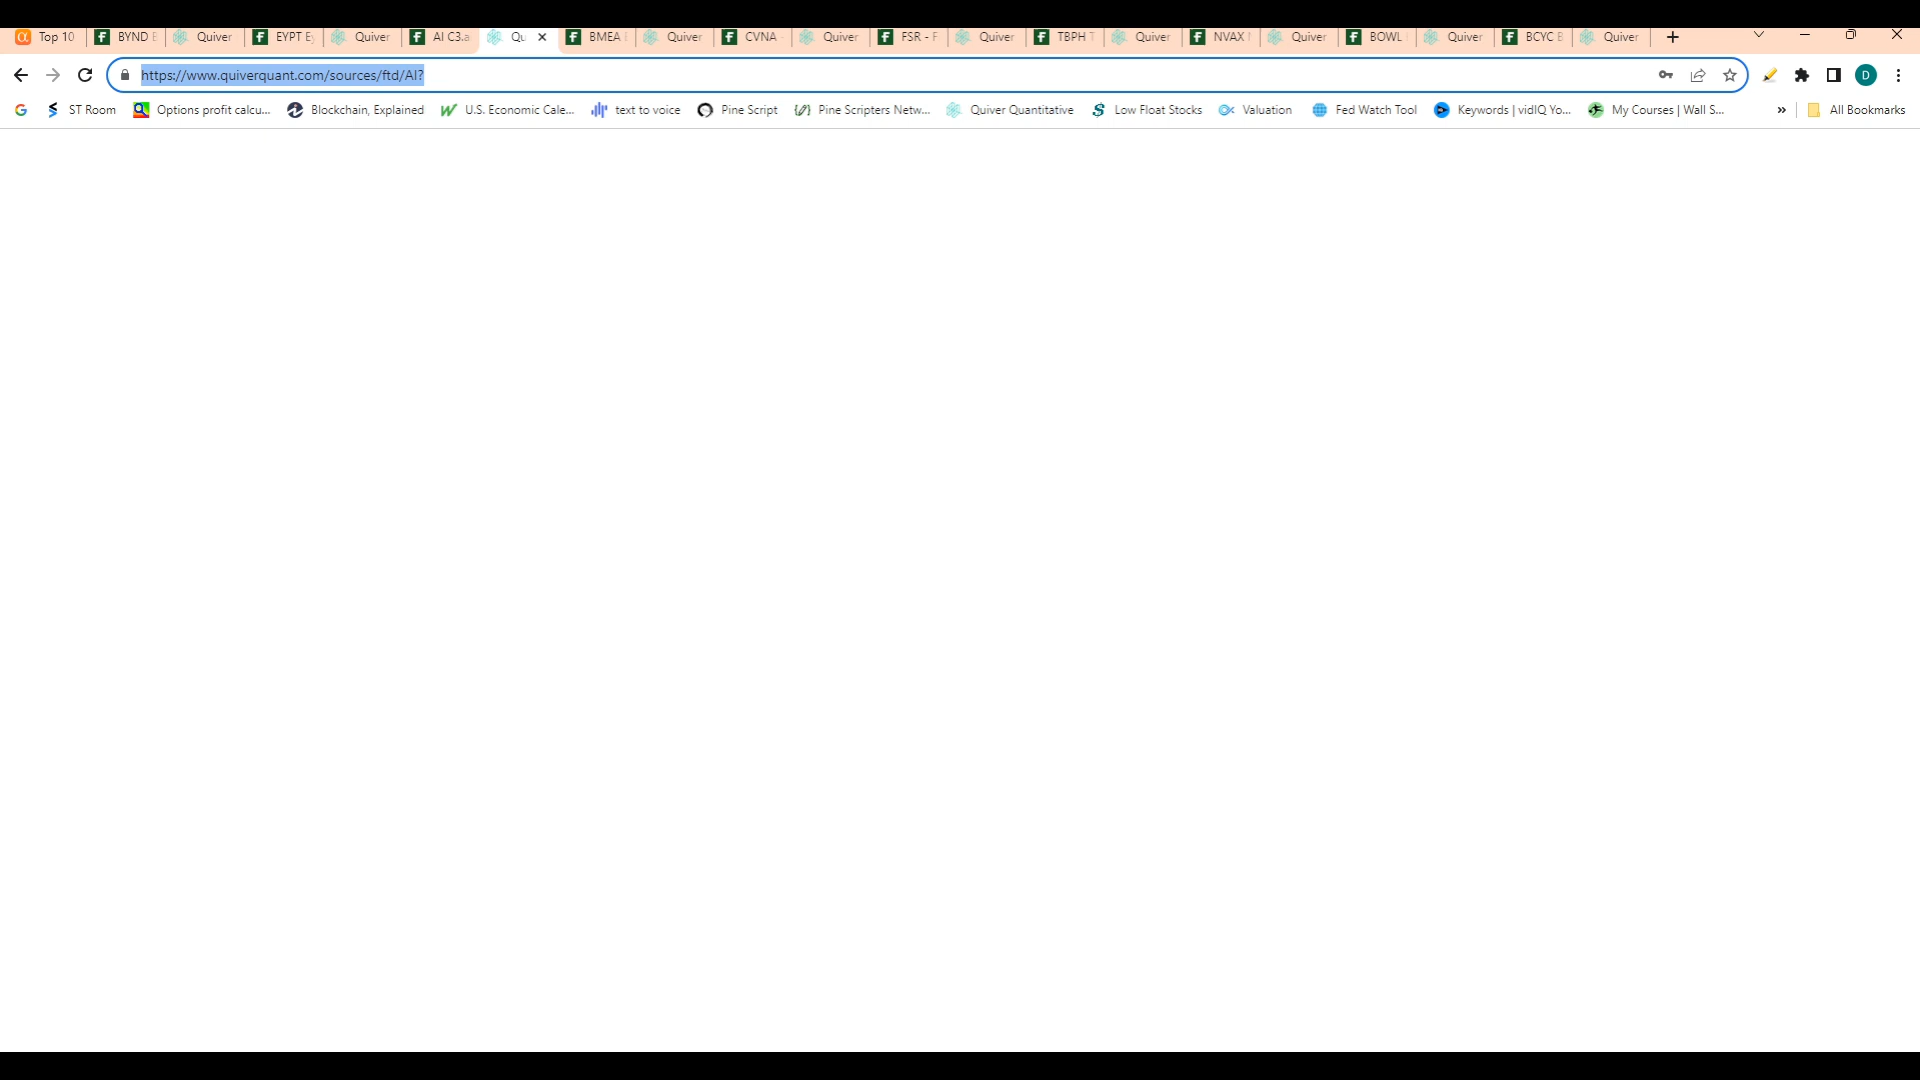 Top 10 BYND Quiver EYPT Quiver AI C3.a Qu BMEA Quiver CVNA Quiver FSR - F Quiver TBPH T Quiver NVAX Quiver BOWL Quiver BCYC B Quiver
https://www.quiverquant.com/sources/ftd/AI? D
G ST Room Options profit calcu... Blockchain, Explained U.S. Economic Cale... text to voice Pine Script Pine Scripters Netw... Quiver Quantitative Low Float Stocks Valuation Fed Watch Tool Keywords | vidIQ Yo... My Courses | Wall S... » All Bookmarks